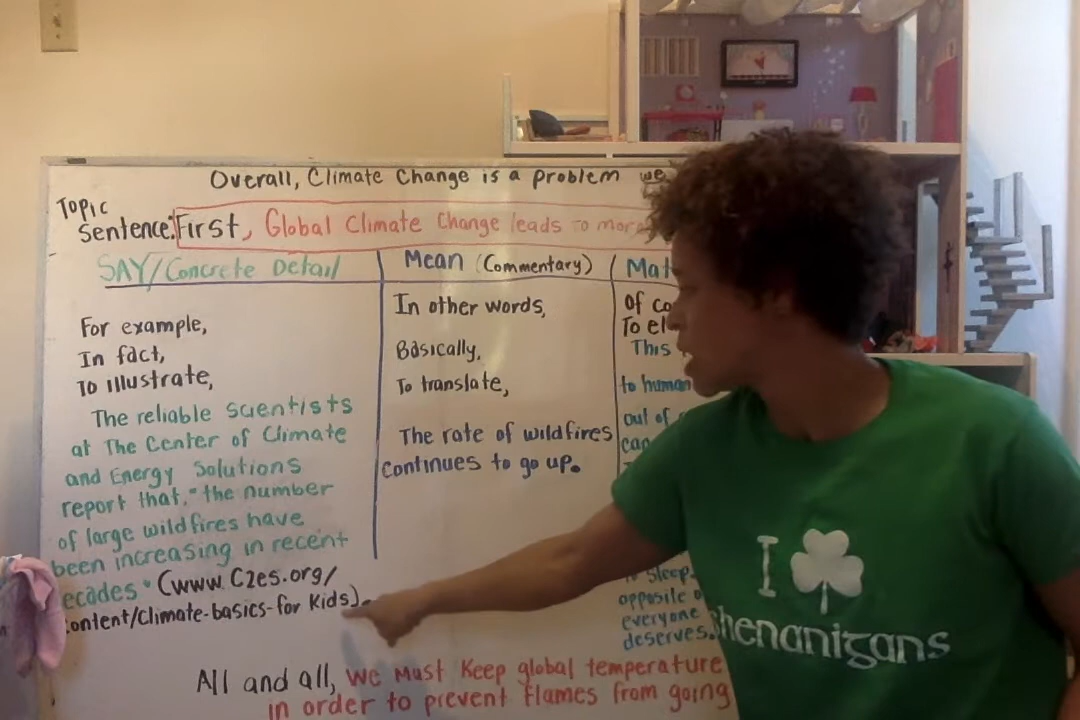 Overall, Climate Change is a problem we
Topic
Sentence: First, Global Climate Change leads to more
SAY/Concrete Detail
Mean (Commentary)
For example,
In fact,
To illustrate,
The reliable scientists
at The Center of Climate
and Energy Solutions
report that, "the number
of large wildfires have
been increasing in recent
ecades" (www.C2es.org/
ontent/Climate-basics-for Kids).
In other words,
Basically,
To translate,
The rate of wildfires
continues to go up.
Of
To
This
to human
out of
to sleep.
opposite
everyone
deserves.
All and all, we must keep global temperature
in order to prevent flames from going
I
Shenanigans